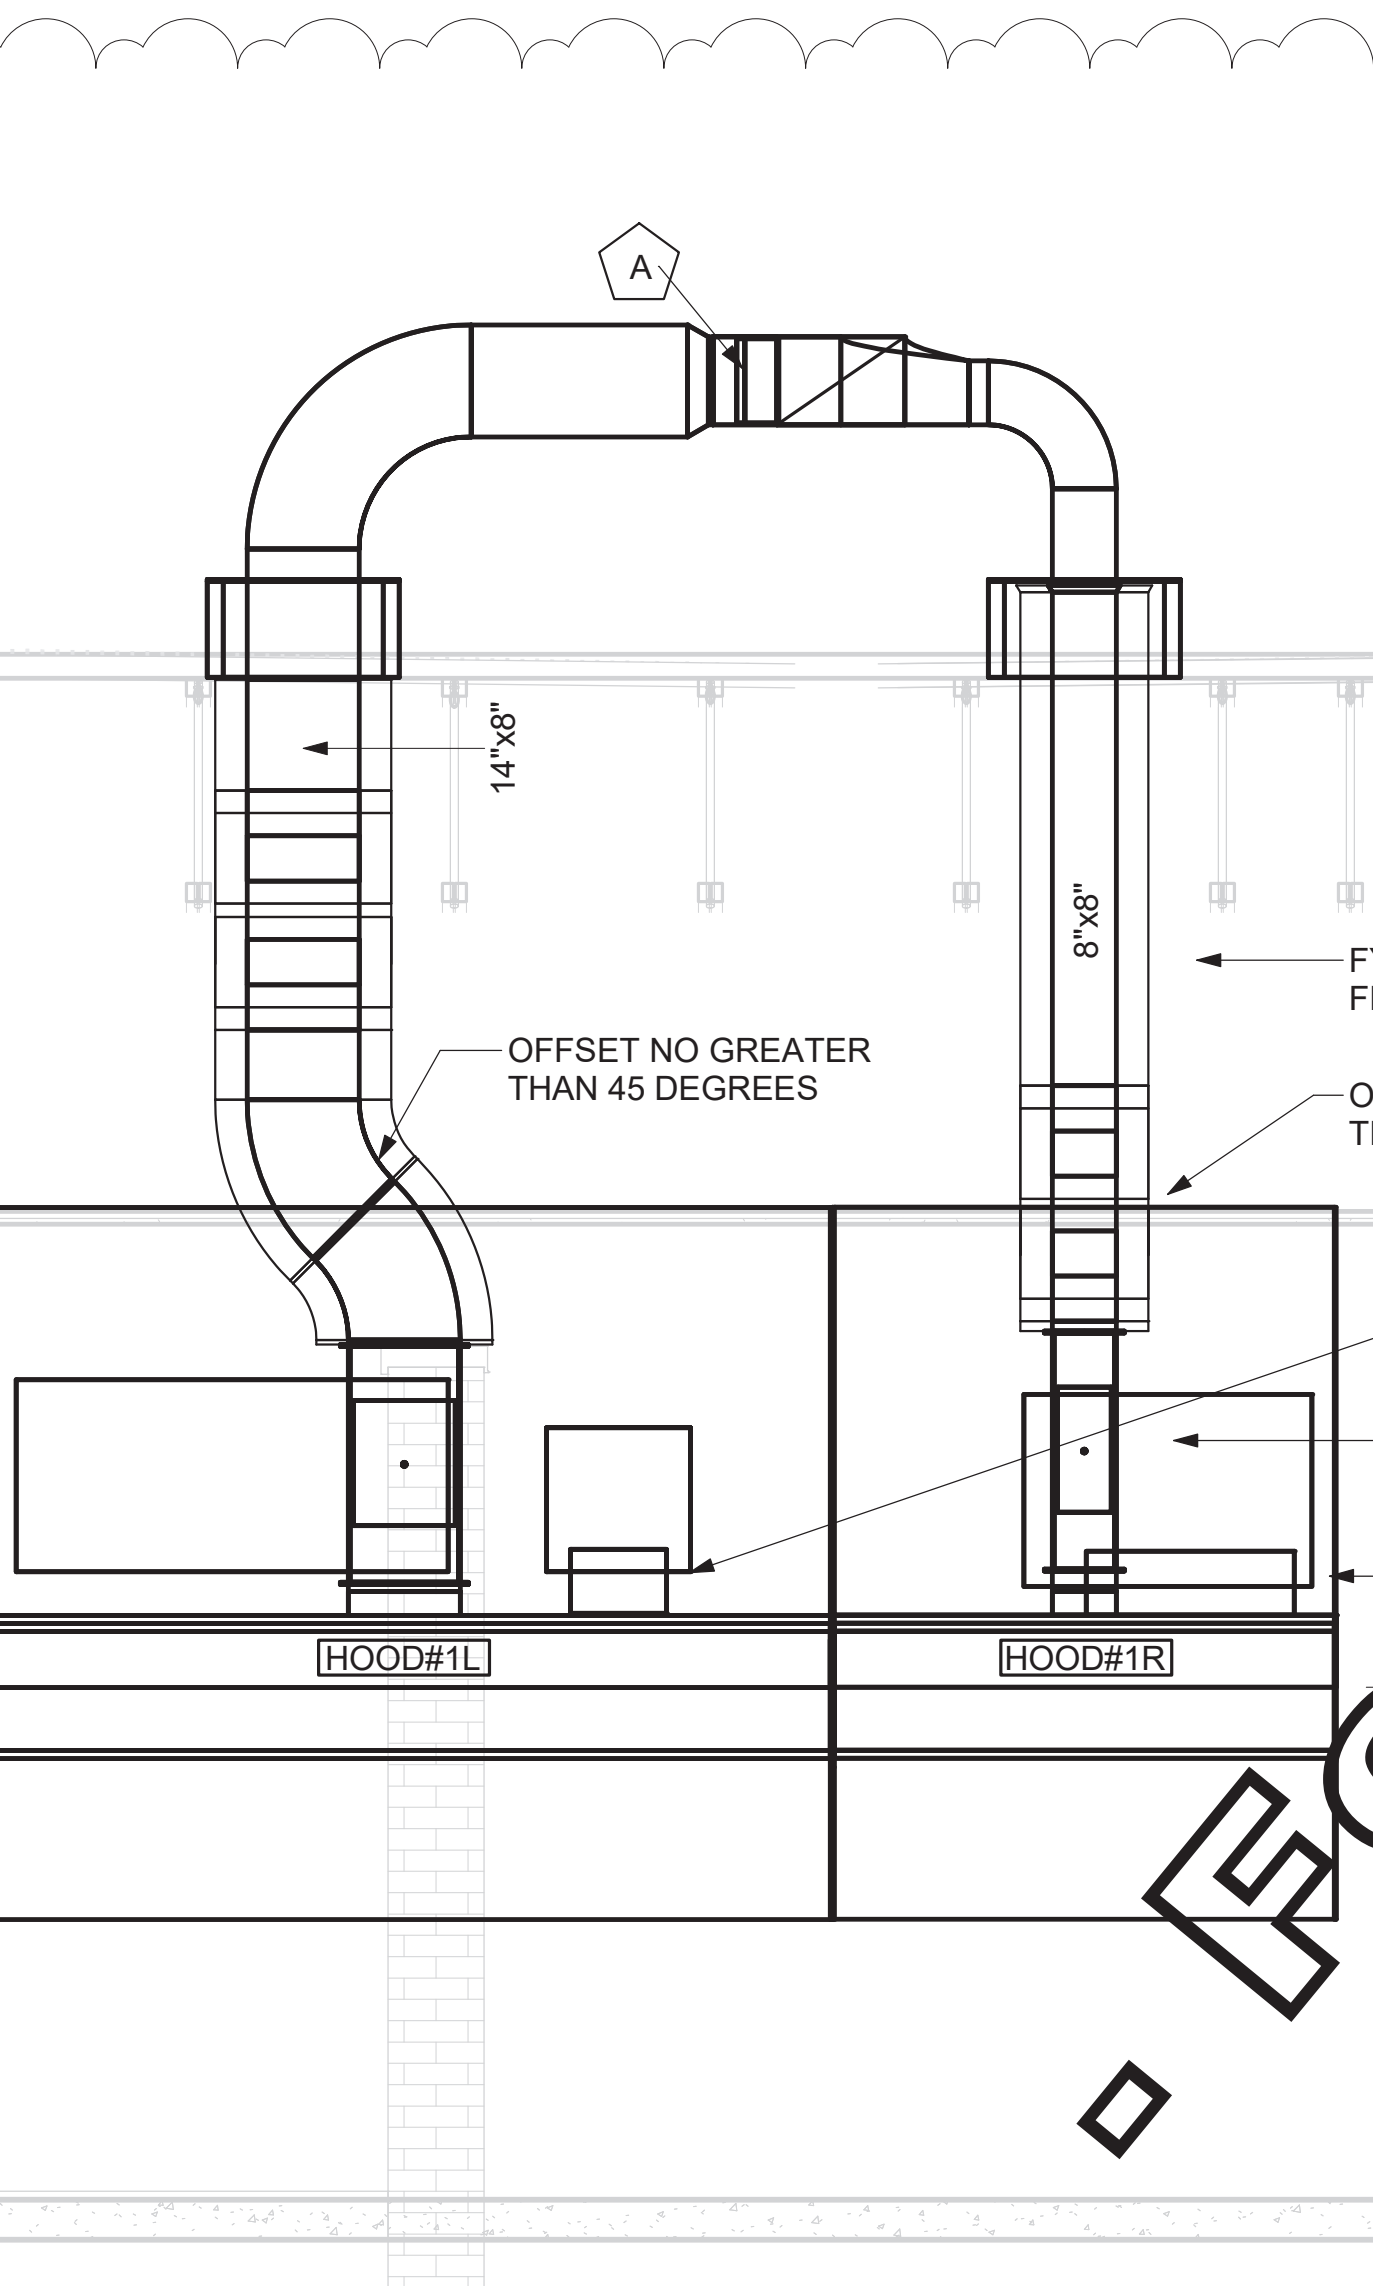 A
14"x8"
8"x8"
OFFSET NO GREATER
THAN 45 DEGREES
HOOD#1L
HOOD#1R